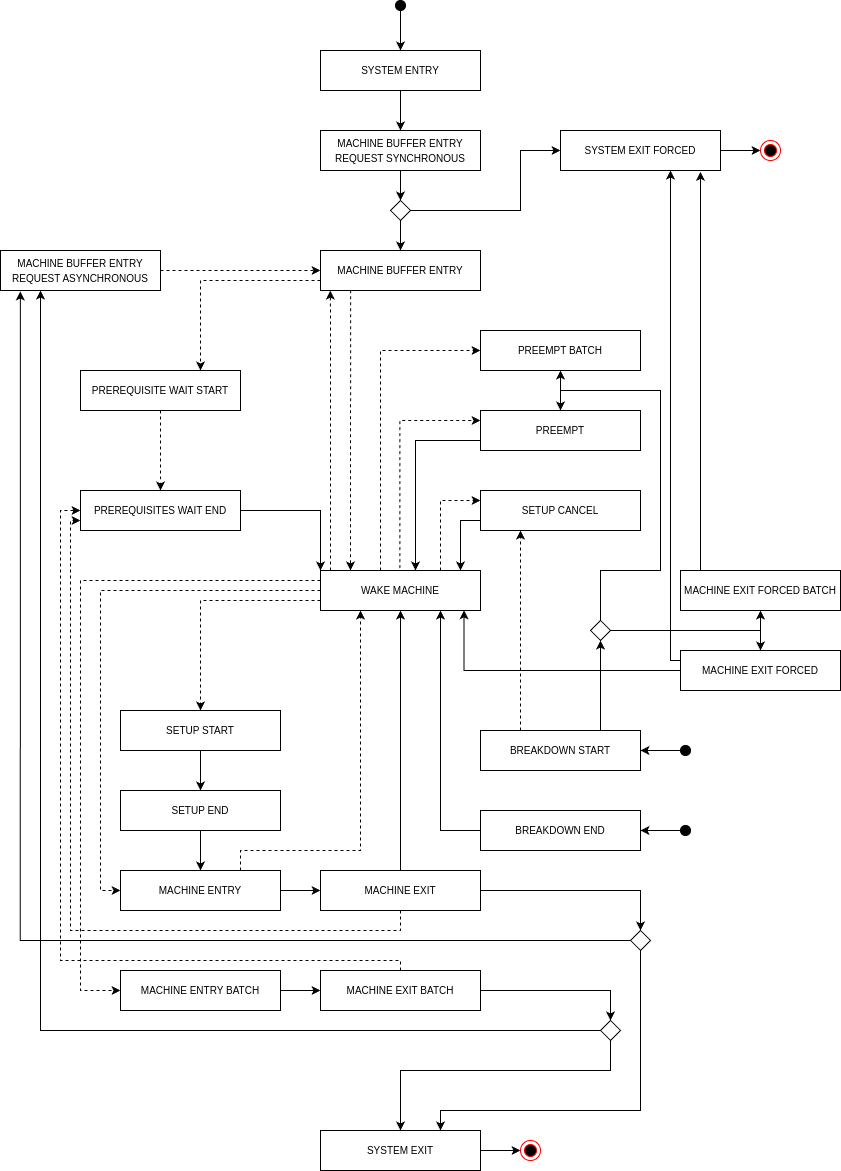 SYSTEM ENTRY
MACHINE BUFFER ENTRY
REQUEST SYNCHRONOUS
SYSTEM EXIT FORCED
MACHINE BUFFER ENTRY
REQUEST ASYNCHRONOUS
MACHINE BUFFER ENTRY
PREEMPT BATCH
PREREQUISITE WAIT START
PREEMPT
PREREQUISITES WAIT END
SETUP CANCEL
WAKE MACHINE
MACHINE EXIT FORCED BATCH
MACHINE EXIT FORCED
SETUP START
BREAKDOWN START
SETUP END
BREAKDOWN END
MACHINE ENTRY
MACHINE EXIT
MACHINE ENTRY BATCH
MACHINE EXIT BATCH
SYSTEM EXIT